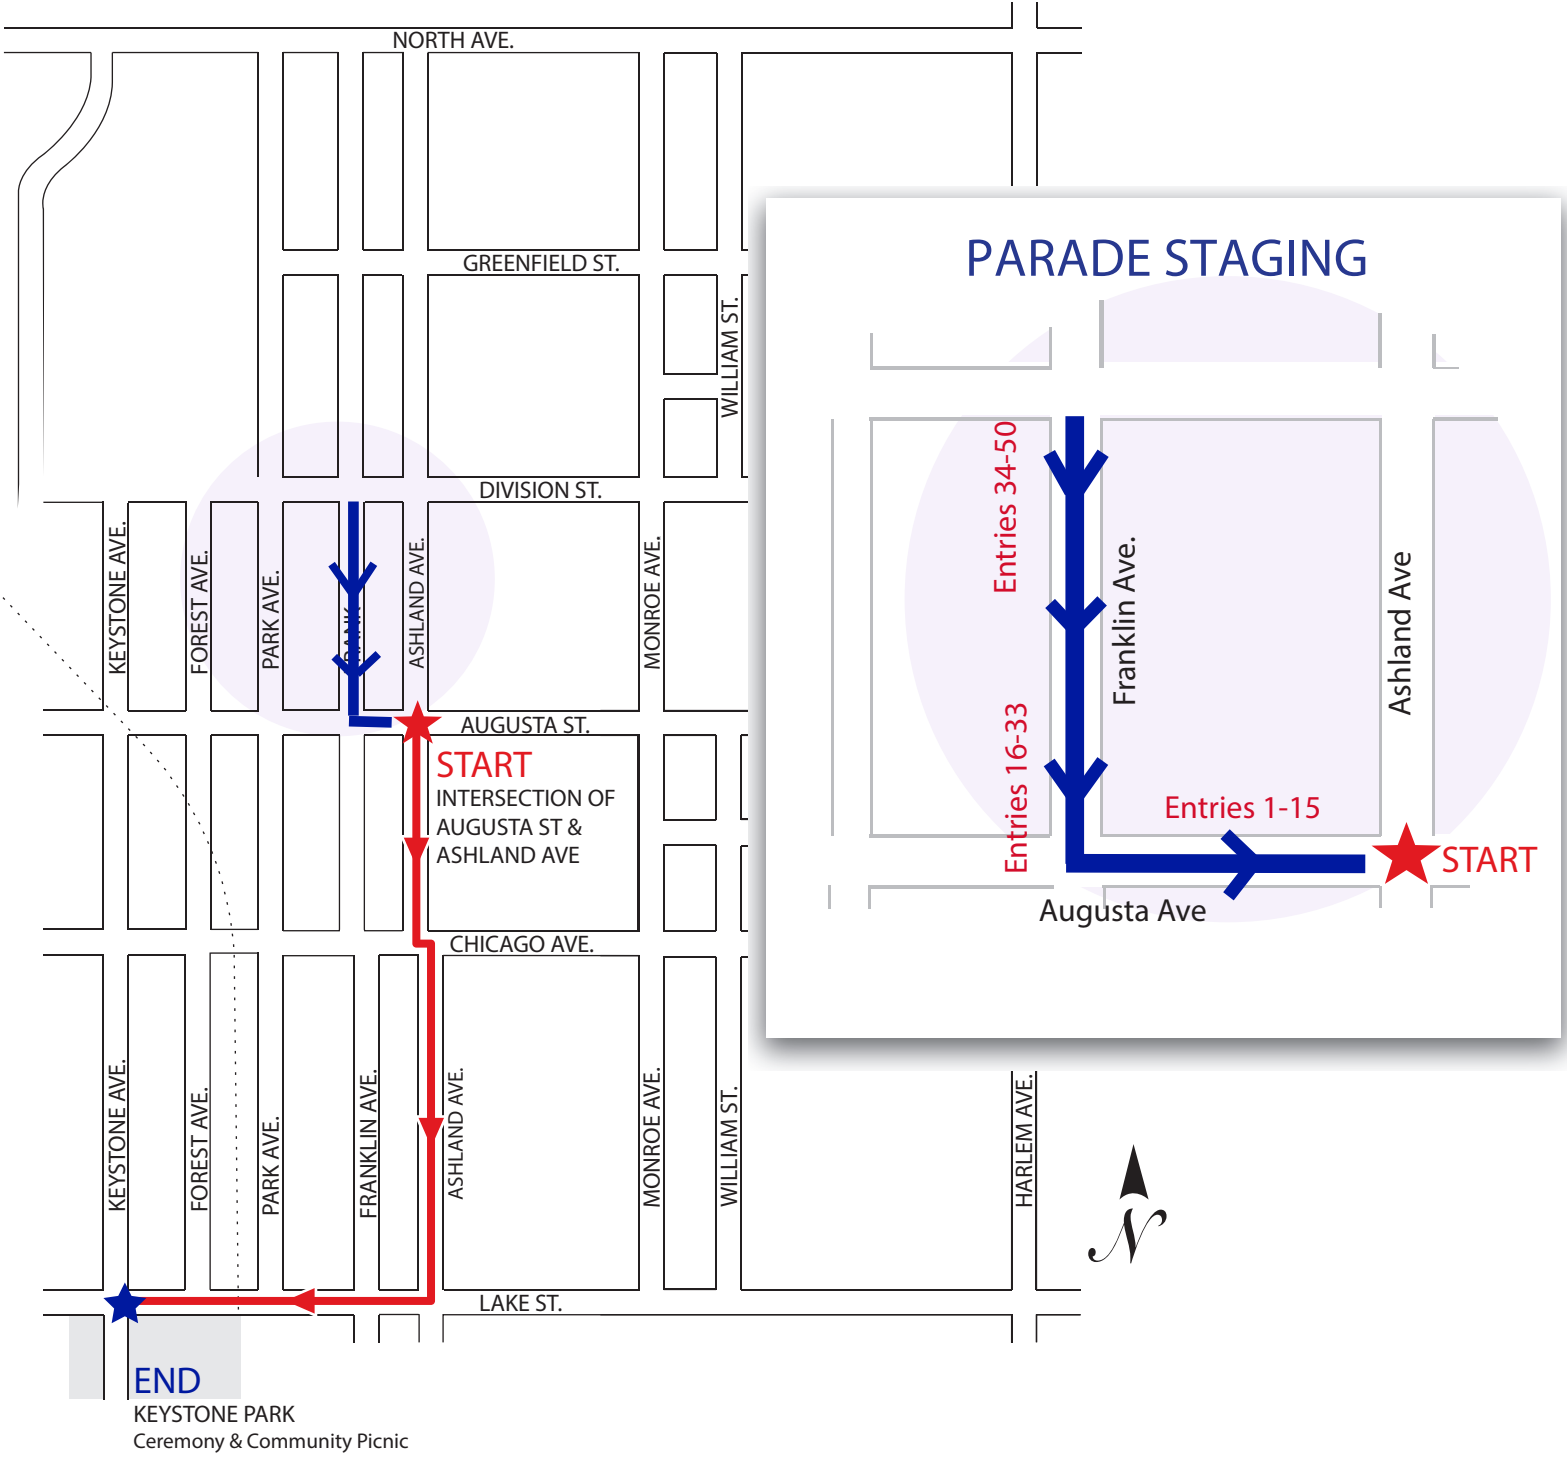 NORTH AVE.
GREENFIELD ST.
WILLIAM ST.
DIVISION ST.
KEYSTONE AVE.
FOREST AVE.
PARK AVE.
ASHLAND AVE.
MONROE AVE.
AUGUSTA ST.
START
INTERSECTION OF
AUGUSTA ST &
ASHLAND AVE
CHICAGO AVE.
KEYSTONE AVE.
FOREST AVE.
PARK AVE.
FRANKLIN AVE.
ASHLAND AVE.
MONROE AVE.
WILLIAM ST.
HARLEM AVE.
N
LAKE ST.
END
KEYSTONE PARK
Ceremony & Community Picnic
PARADE STAGING
Entries 34-50
Franklin Ave.
Ashland Ave
Entries 16-33
Entries 1-15
START
Augusta Ave